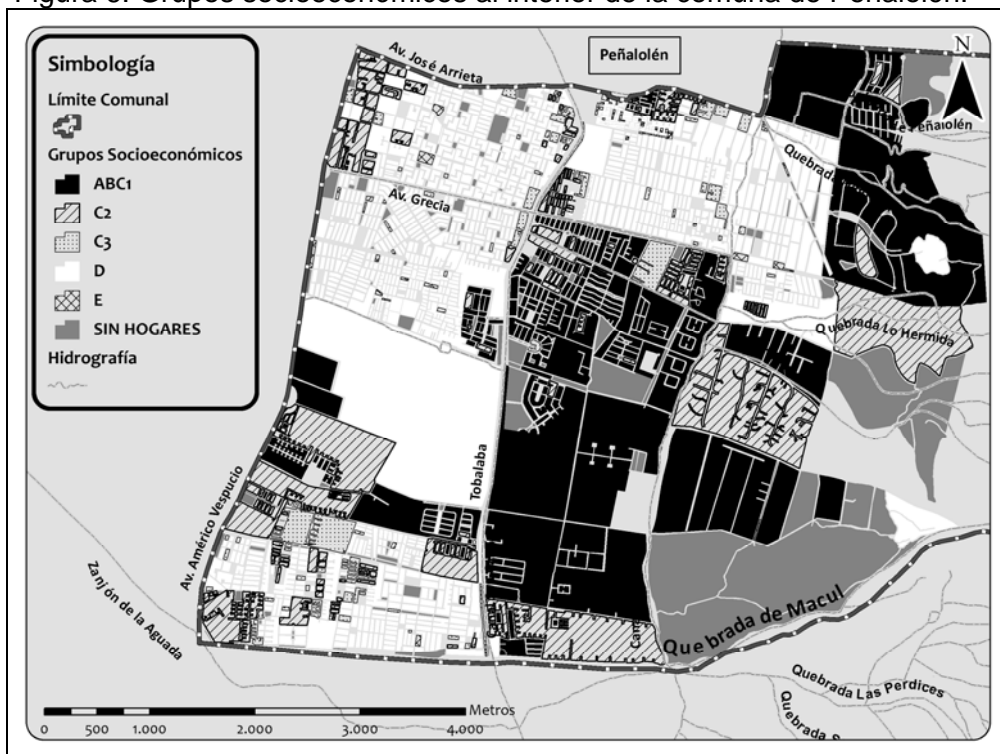 Figura 6. Grupos socioeconómicos al interior de la comuna de Peñalolén.
Simbología
Límite Comunal
Grupos Socioeconómicos
ABC1
C2
C3
D
E
SIN HOGARES
Hidrografía
Av. José Arrieta
Peñalolén
N
Peñalolén
Quebrada
Av. Grecia
Quebrada Lo Hermida
Tobalaba
Av. Américo Vespucio
Zanjón de la Aguada
Quebrada de Macul
Quebrada Las Perdices
Quebrada
Metros
0 500 1.000 2.000 3.000 4.000